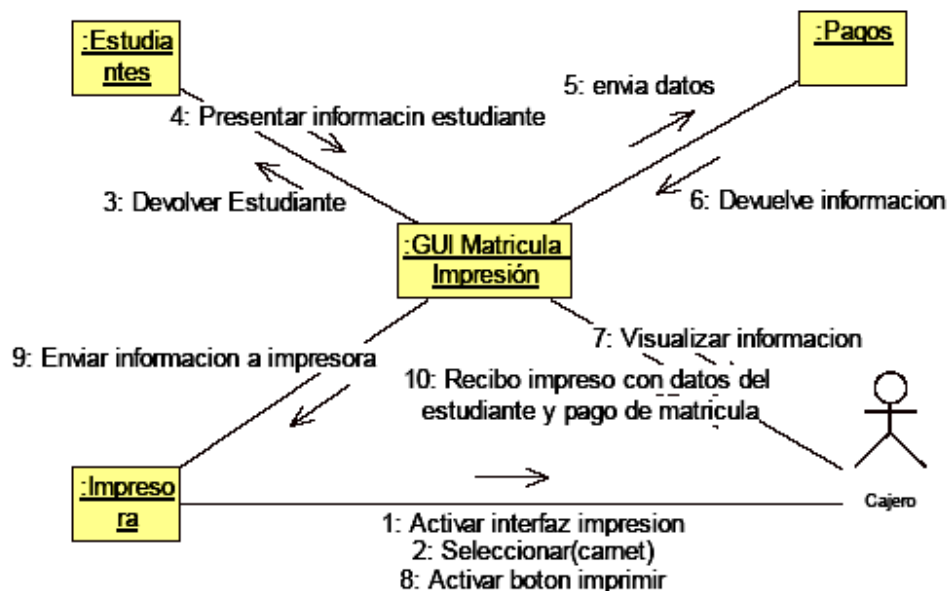 :Estudia
ntes
:Pagos
5: envia datos
4: Presentar informacin estudiante
3: Devolver Estudiante
6: Devuelve informacion
:GUI Matricula
Impresión
7: Visualizar informacion
9: Enviar informacion a impresora
10: Recibo impreso con datos del
estudiante y pago de matricula
:Impreso
ra
Cajero
1: Activar interfaz impresion
2: Seleccionar(carnet)
8: Activar boton imprimir